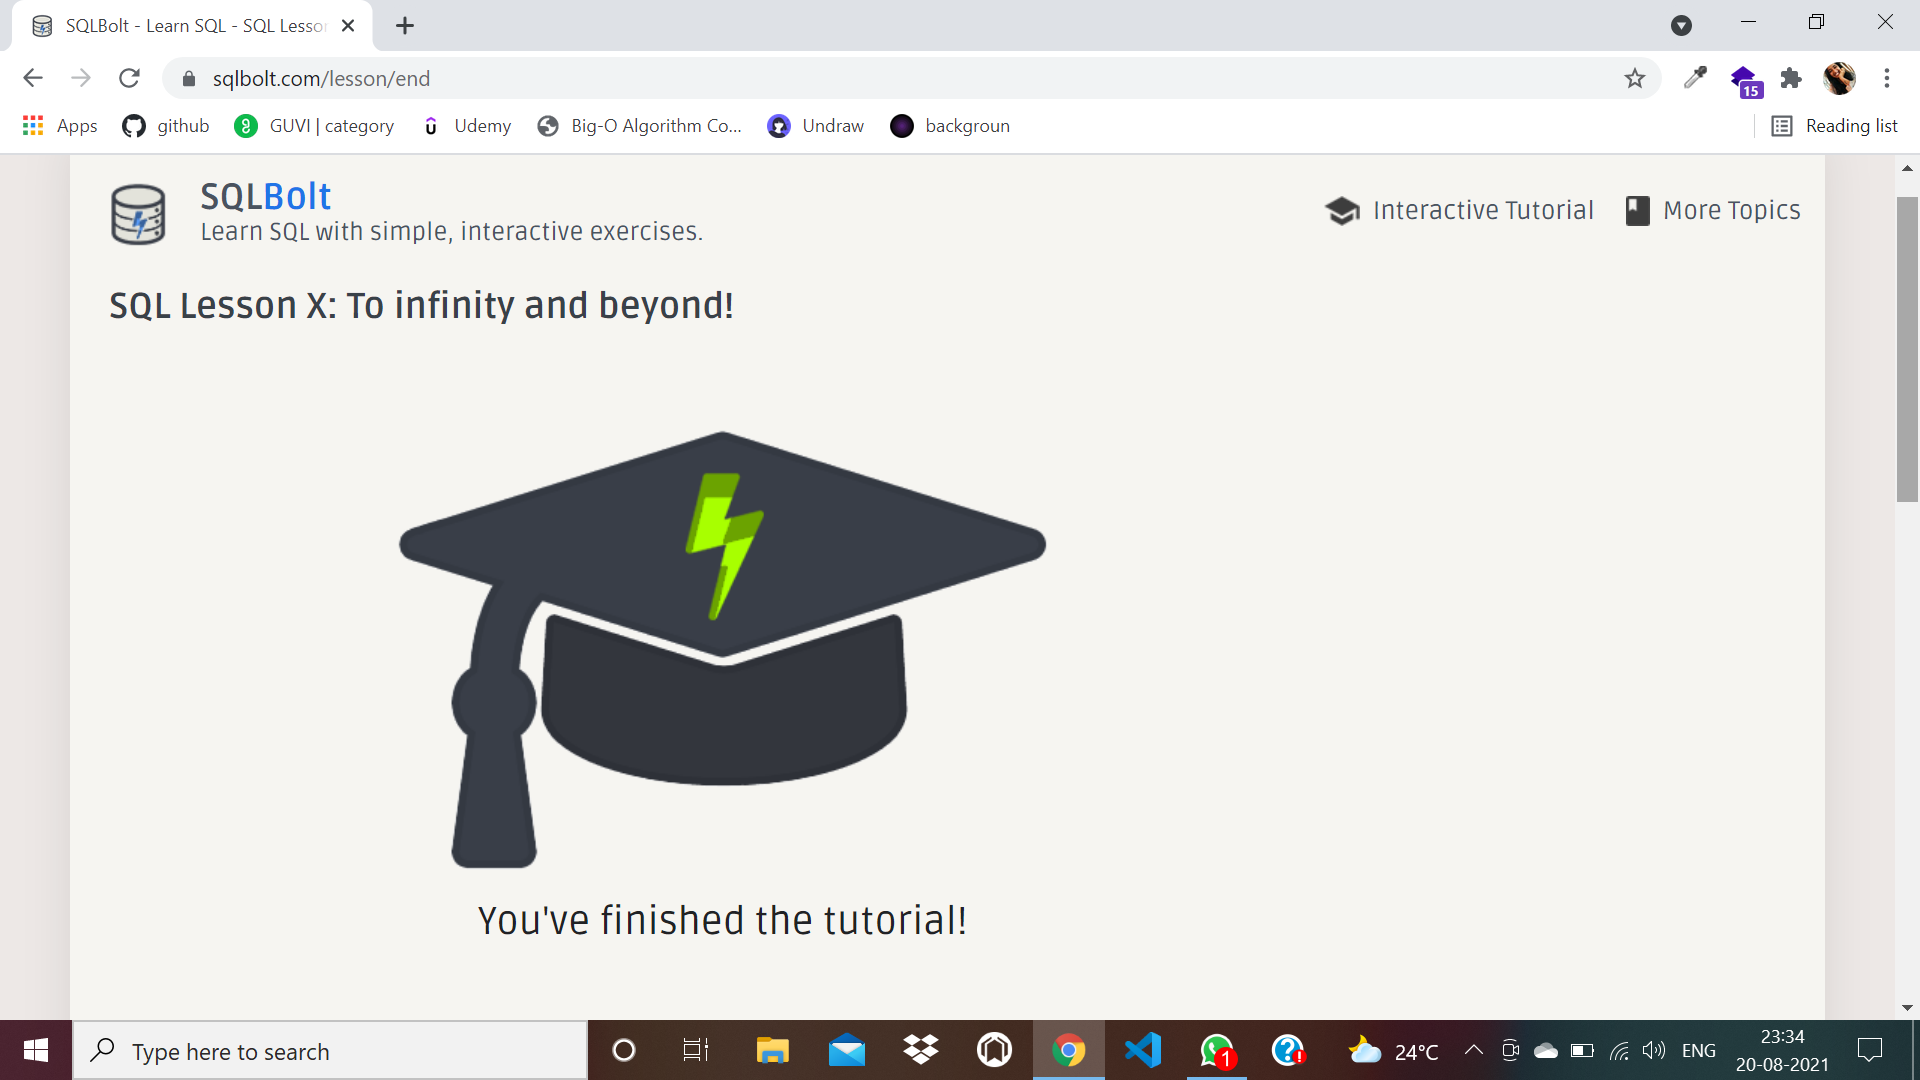 SQLBolt - Learn SQL - SQL Lesso
sqlbolt.com/lesson/end
15
Apps github GUVI | category Udemy Big-O Algorithm Co... Undraw backgroun Reading list
SQLBolt
Learn SQL with simple, interactive exercises.
Interactive Tutorial More Topics
SQL Lesson X: To infinity and beyond!
You've finished the tutorial!
Type here to search
1
24°C
ENG
23:34
20-08-2021